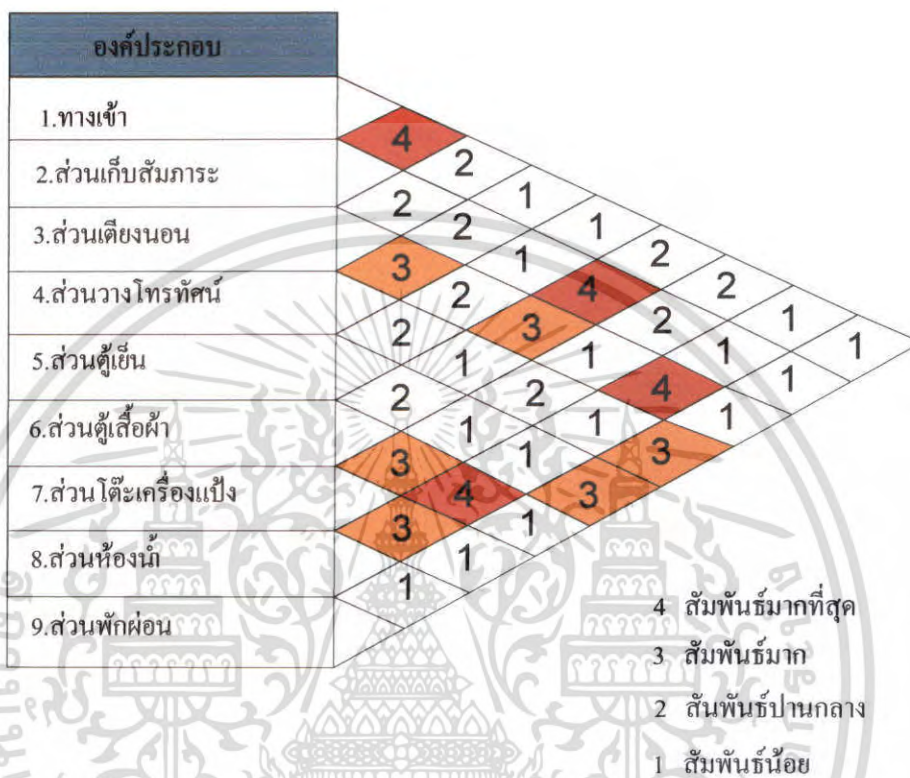 องค์ประกอบ
1.ทางเข้า
2.ส่วนเก็บสัมภาระ
3.ส่วนเตียงนอน
4.ส่วนวางโทรทัศน์
5.ส่วนตู้เย็น
6.ส่วนตู้เสื้อผ้า
7.ส่วนโต๊ะเครื่องแป้ง
8.ส่วนห้องน้ำ
9.ส่วนพักผ่อน
4 2 1 1 2 2 1 1
2 2 1 4 2 1 1
3 2 3 1 4 1
2 1 2 1 3
2 1 1 3
3 4 1
3 1
1
4 สัมพันธ์มากที่สุด
3 สัมพันธ์มาก
2 สันพันธ์ปานกลาง
1 สัมพันธ์น้อย